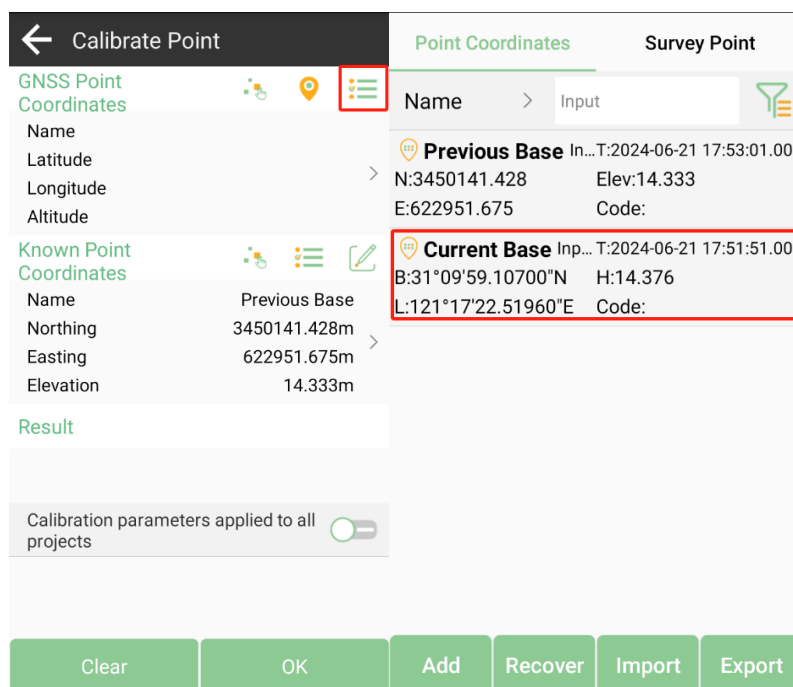 Calibrate Point
GNSS Point
Coordinates
Name
Latitude
Longitude
Altitude
Known Point
Coordinates
Name Previous Base
Northing 3450141.428m
Easting 622951.675m
Elevation 14.333m
Result
Calibration parameters applied to all
projects
Clear OK
Point Coordinates Survey Point
Name Input
Previous Base In...T:2024-06-21 17:53:01.00
N:3450141.428 Elev:14.333
E:622951.675 Code:
Current Base Inp... T:2024-06-21 17:51:51.00
B:31°09'59.10700"N H:14.376
L:121°17'22.51960"E Code:
Add Recover Import Export